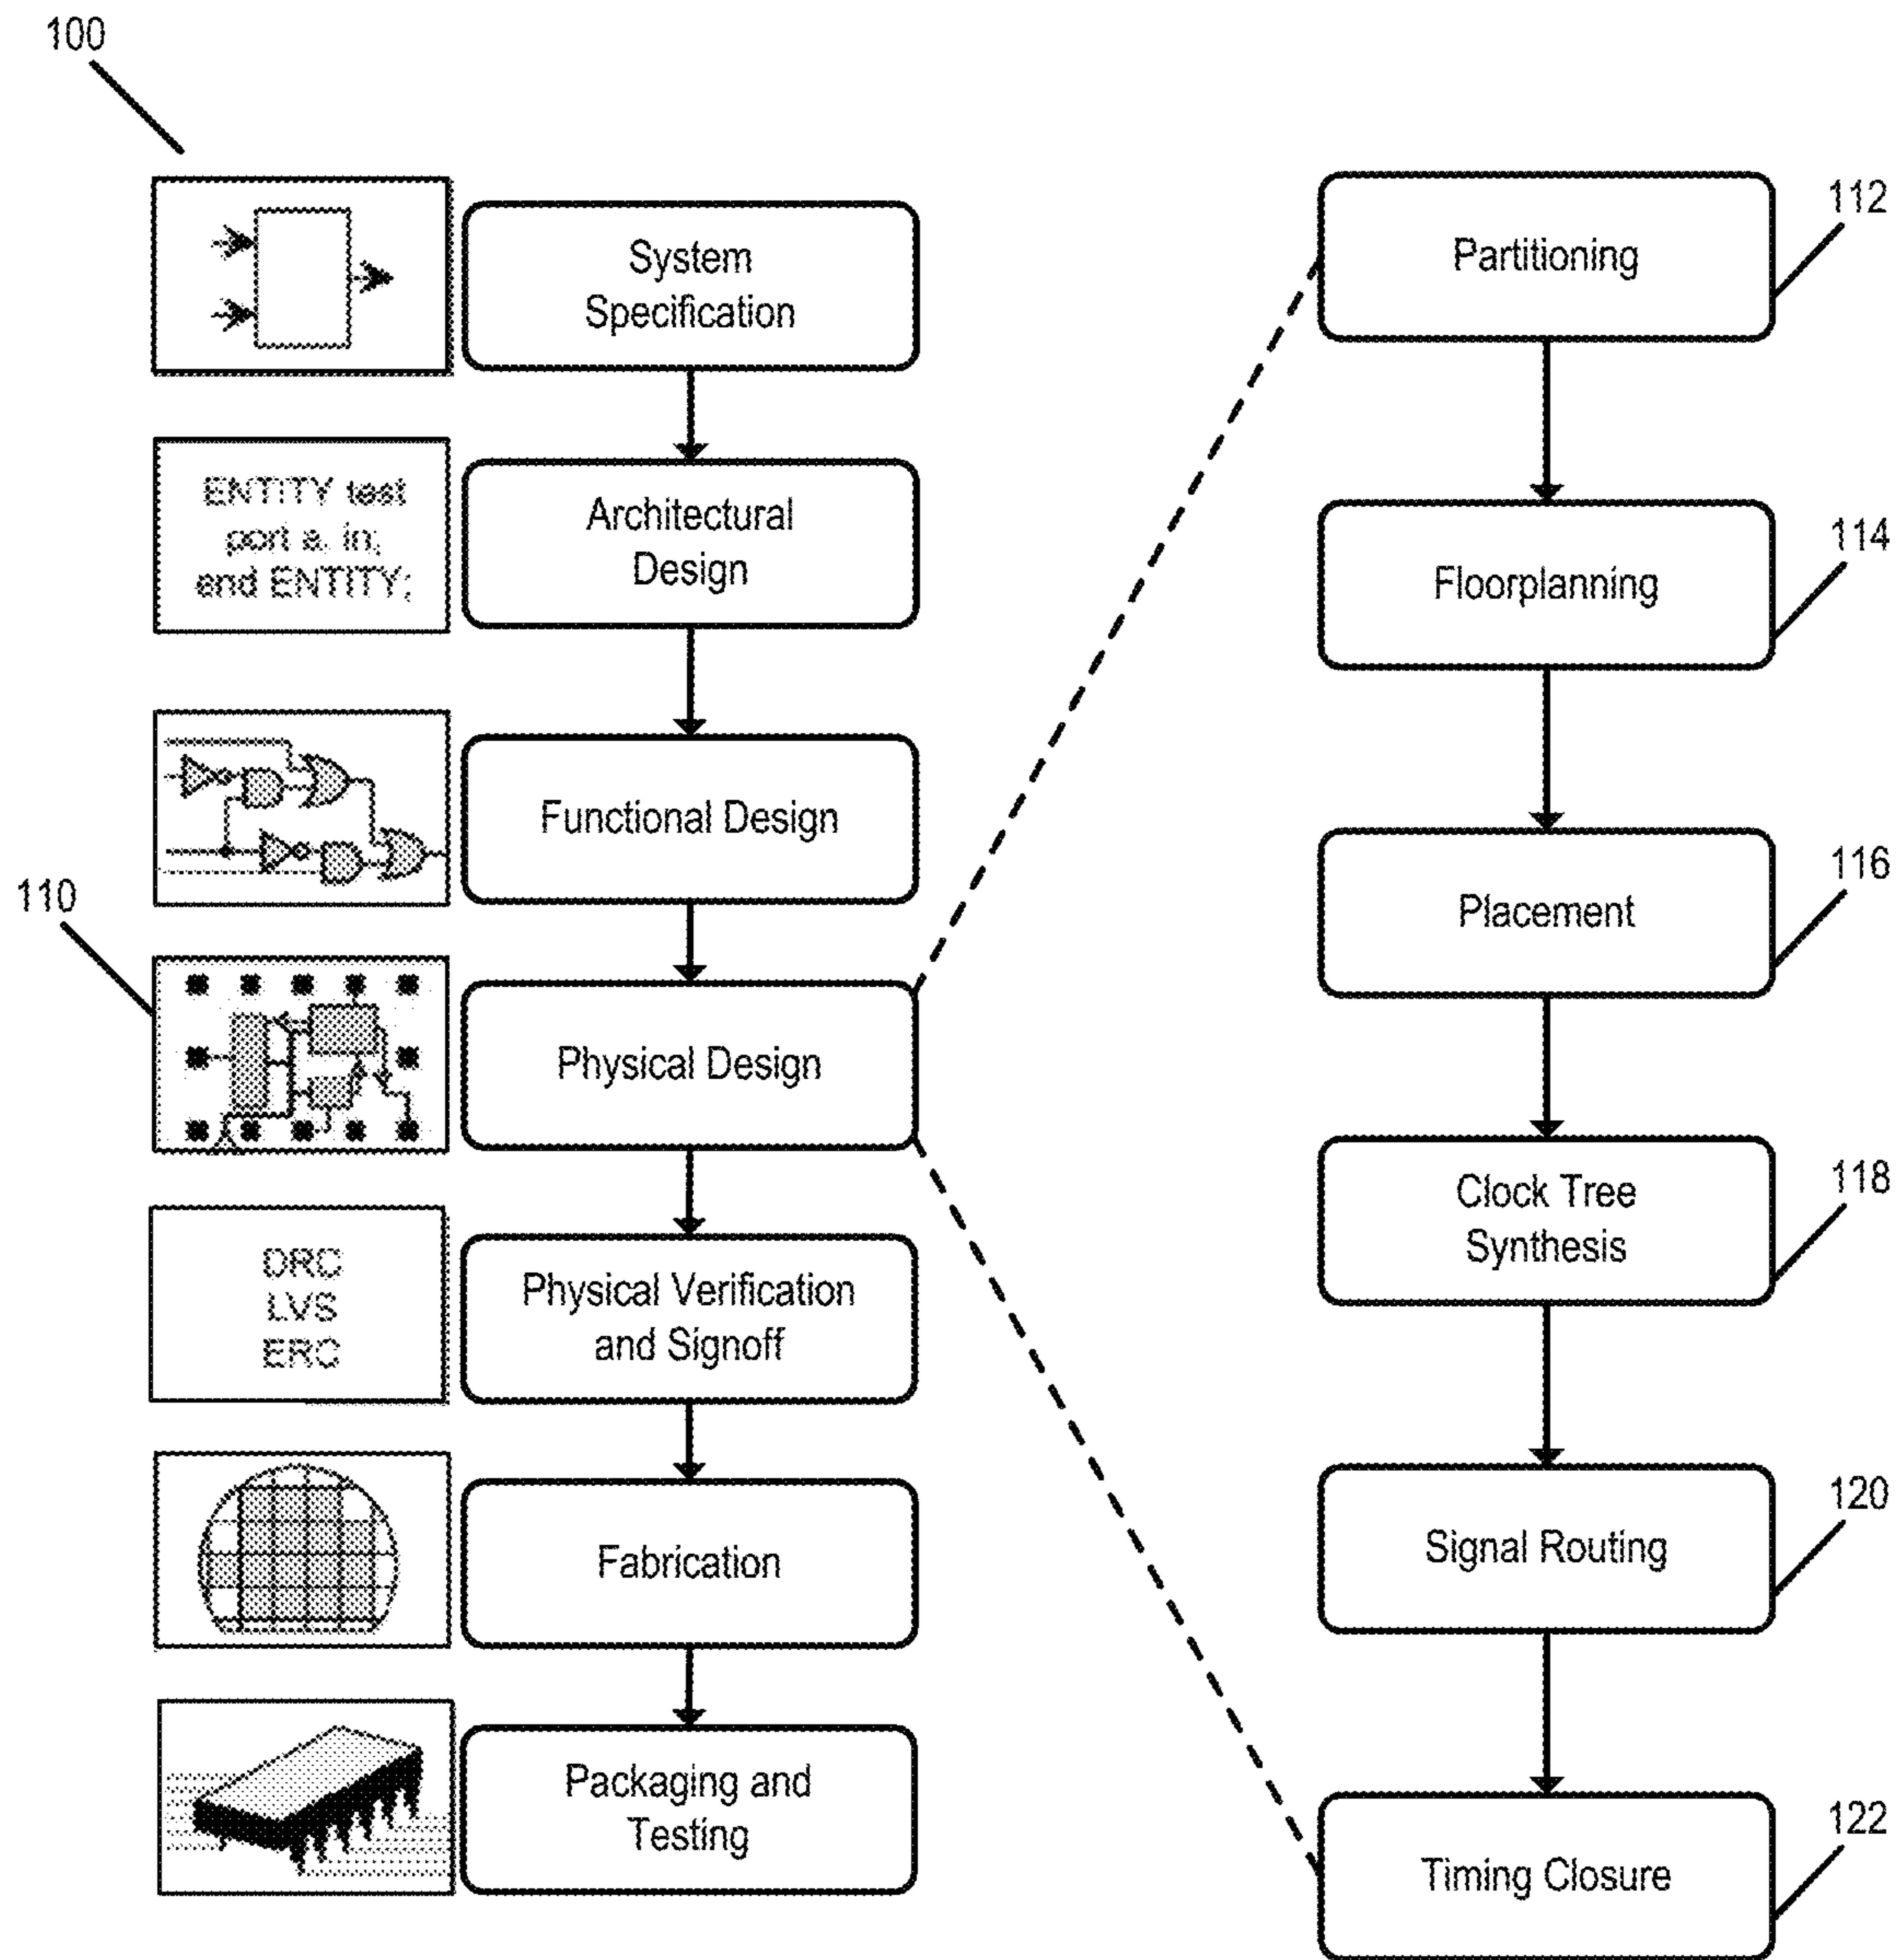 100
System
Specification
ENTITY test
port a. in;
end ENTITY;
Architectural
Design
Functional Design
110
Physical Design
DRC
LVS
ERC
Physical Verification
and Signoff
Fabrication
Packaging and
Testing
Partitioning
112
Floorplanning
114
Placement
116
Clock Tree
Synthesis
118
Signal Routing
120
Timing Closure
122